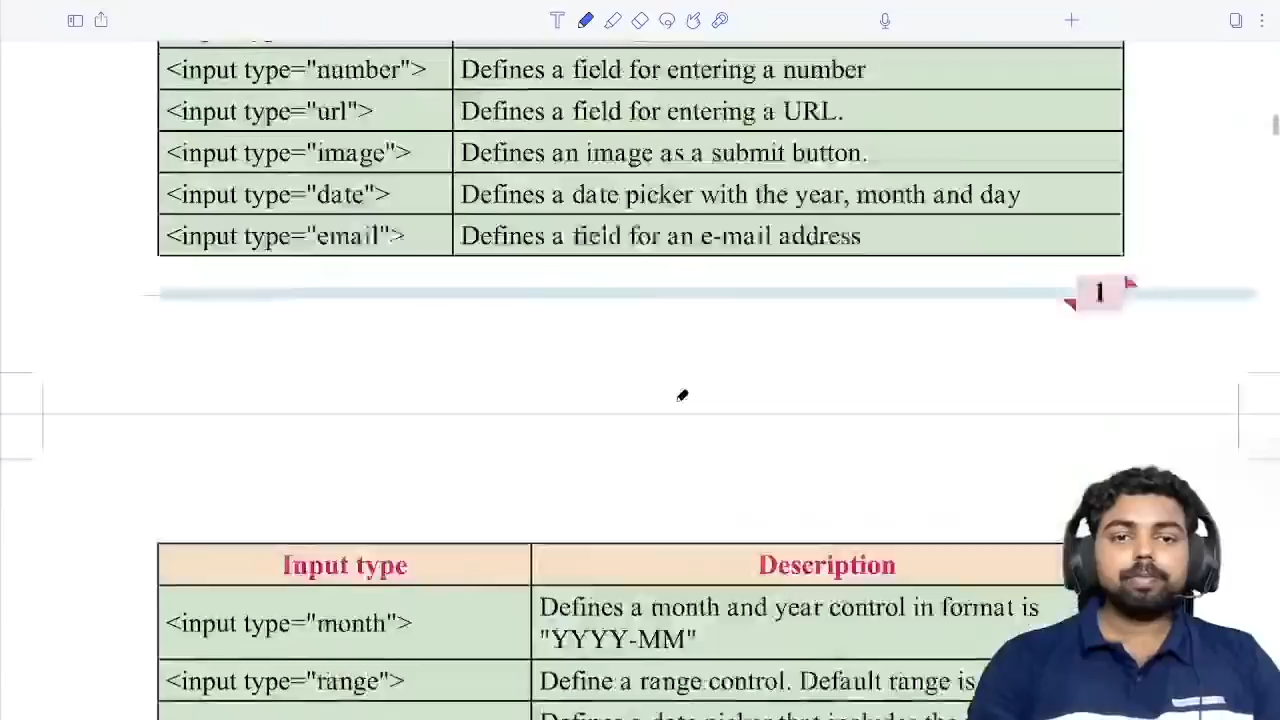 <input type="number"> Defines a field for entering a number
<input type="url"> Defines a field for entering a URL.
<input type="image"> Defines an image as a submit button.
<input type="date"> Defines a date picker with the year, month and day
<input type="email"> Defines a field for an e-mail address
1
Input type Description
<input type="month"> Defines a month and year control in format is
"YYYY-MM"
<input type="range"> Define a range control. Default range is